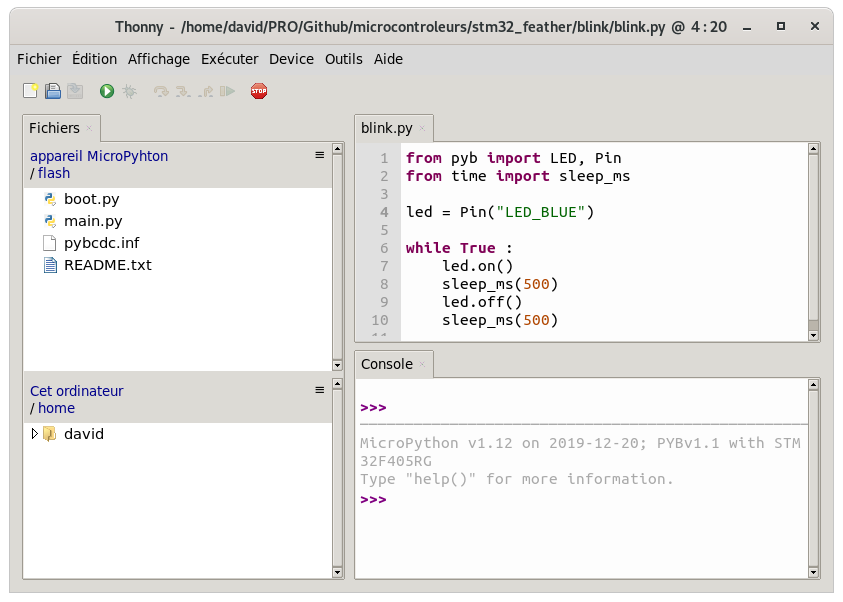 Thonny - /home/david/PRO/Github/microcontroleurs/stm32_feather/blink/blink.py @ 4:20
Fichier Édition Affichage Exécuter Device Outils Aide
STOP
Fichiers
appareil MicroPyhton
/ flash
boot.py
main.py
pybcdc.inf
README.txt
Cet ordinateur
/ home
david
blink.py
1 from pyb import LED, Pin
2 from time import sleep_ms
3
4 led = Pin("LED_BLUE")
5
6 while True :
7 led.on()
8 sleep_ms(500)
9 led.off()
10 sleep_ms(500)
11
Console
>>>
MicroPython v1.12 on 2019-12-20; PYBv1.1 with STM
32F405RG
Type "help()" for more information.
>>>